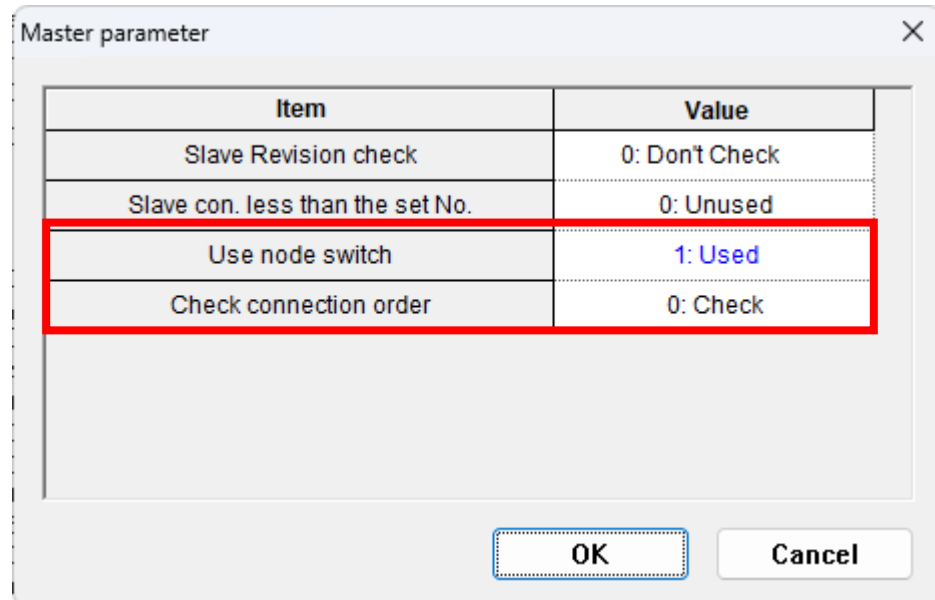 Master parameter
Item Value
Slave Revision check 0: Don't Check
Slave con. less than the set No. 0: Unused
Use node switch 1: Used
Check connection order 0: Check
OK Cancel